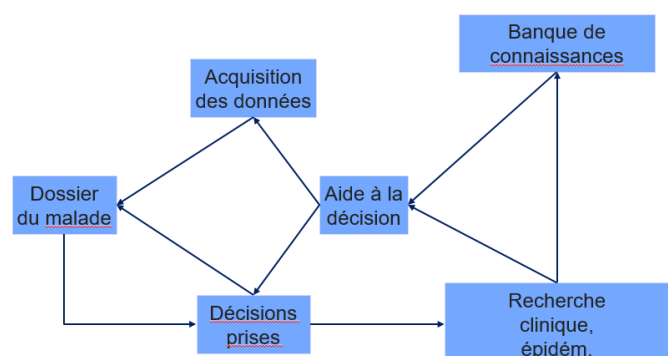 Banque de
connaissances
Acquisition
des données
Dossier
du malade
Aide à la
décision
Décisions
prises
Recherche
clinique,
épidém.